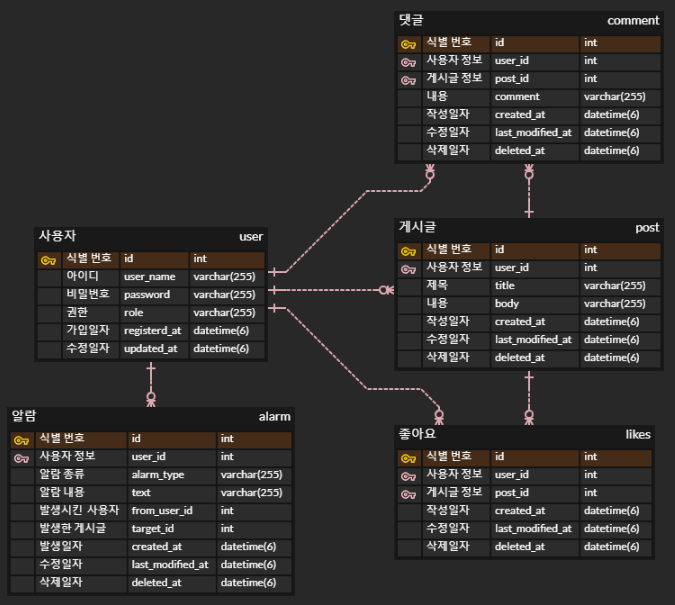 댓글 comment
식별 번호 id int
사용자 정보 user_id int
게시글 정보 post_id int
내용 comment varchar(255)
작성일자 created_at datetime(6)
수정일자 last_modified_at datetime(6)
삭제일자 deleted_at datetime(6)
사용자 user
식별 번호 id int
아이디 user_name varchar(255)
비밀번호 password varchar(255)
권한 role varchar(255)
가입일자 registerd_at datetime(6)
수정일자 updated_at datetime(6)
게시글 post
식별 번호 id int
사용자 정보 user_id int
제목 title varchar(255)
내용 body varchar(255)
작성일자 created_at datetime(6)
수정일자 last_modified_at datetime(6)
삭제일자 deleted_at datetime(6)
알람 alarm
식별 번호 id int
사용자 정보 user_id int
알람 종류 alarm_type varchar(255)
알람 내용 text varchar(255)
발생시킨 사용자 from_user_id int
발생한 게시글 target_id int
발생일자 created_at datetime(6)
수정일자 last_modified_at datetime(6)
삭제일자 deleted_at datetime(6)
좋아요 likes
식별 번호 id int
사용자 정보 user_id int
게시글 정보 post_id int
작성일자 created_at datetime(6)
수정일자 last_modified_at datetime(6)
삭제일자 deleted_at datetime(6)